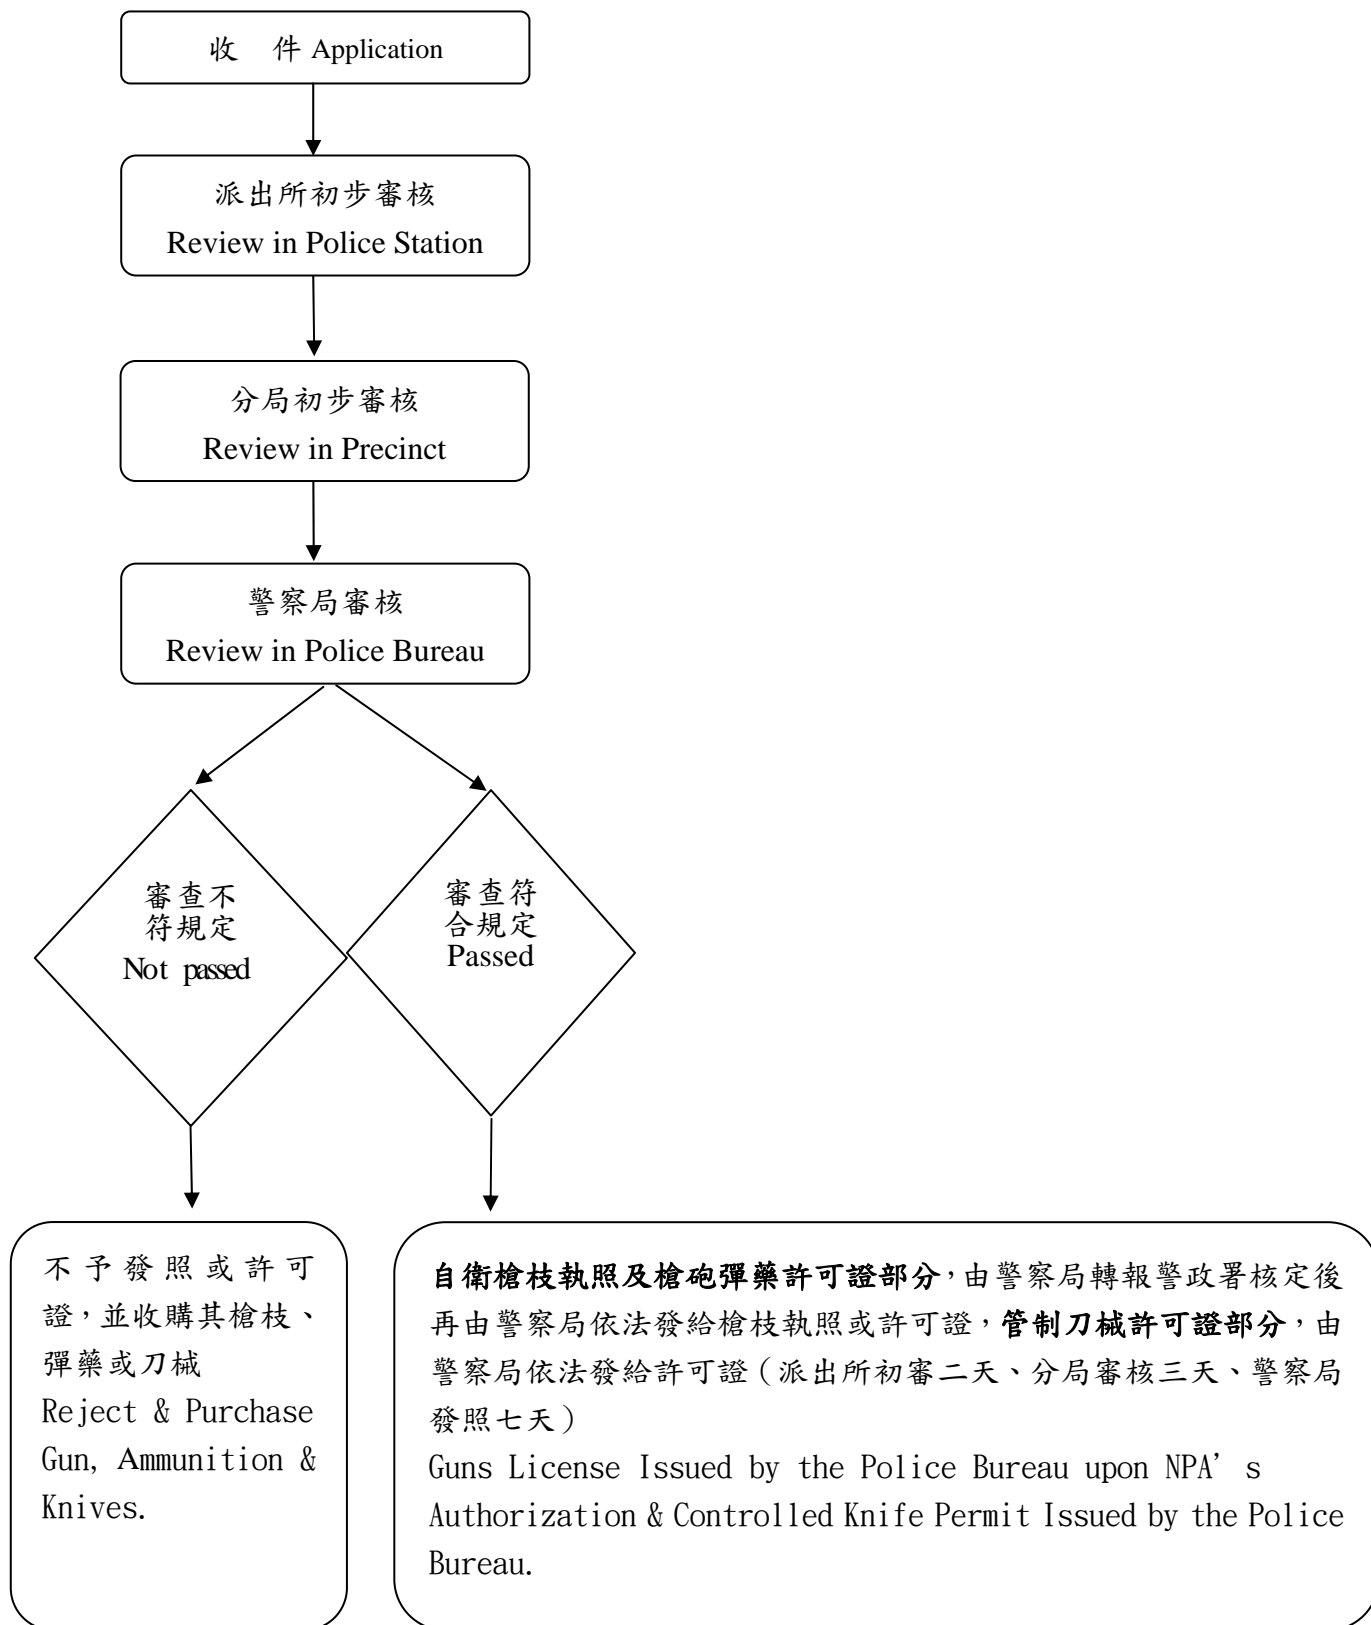 收　件 Application
派出所初步審核
Review in Police Station
分局初步審核
Review in Precinct
警察局審核
Review in Police Bureau
審查不
符規定
Not passed
審查符
合規定
Passed
不予發照或許可
證，並收購其槍枝、
彈藥或刀械
Reject & Purchase
Gun, Ammunition &
Knives.
自衛槍枝執照及槍砲彈藥許可證部分，由警察局轉報警政署核定後
再由警察局依法發給槍枝執照或許可證，管制刀械許可證部分，由
警察局依法發給許可證（派出所初審二天、分局審核三天、警察局
發照七天）
Guns License Issued by the Police Bureau upon NPA’s
Authorization & Controlled Knife Permit Issued by the Police
Bureau.